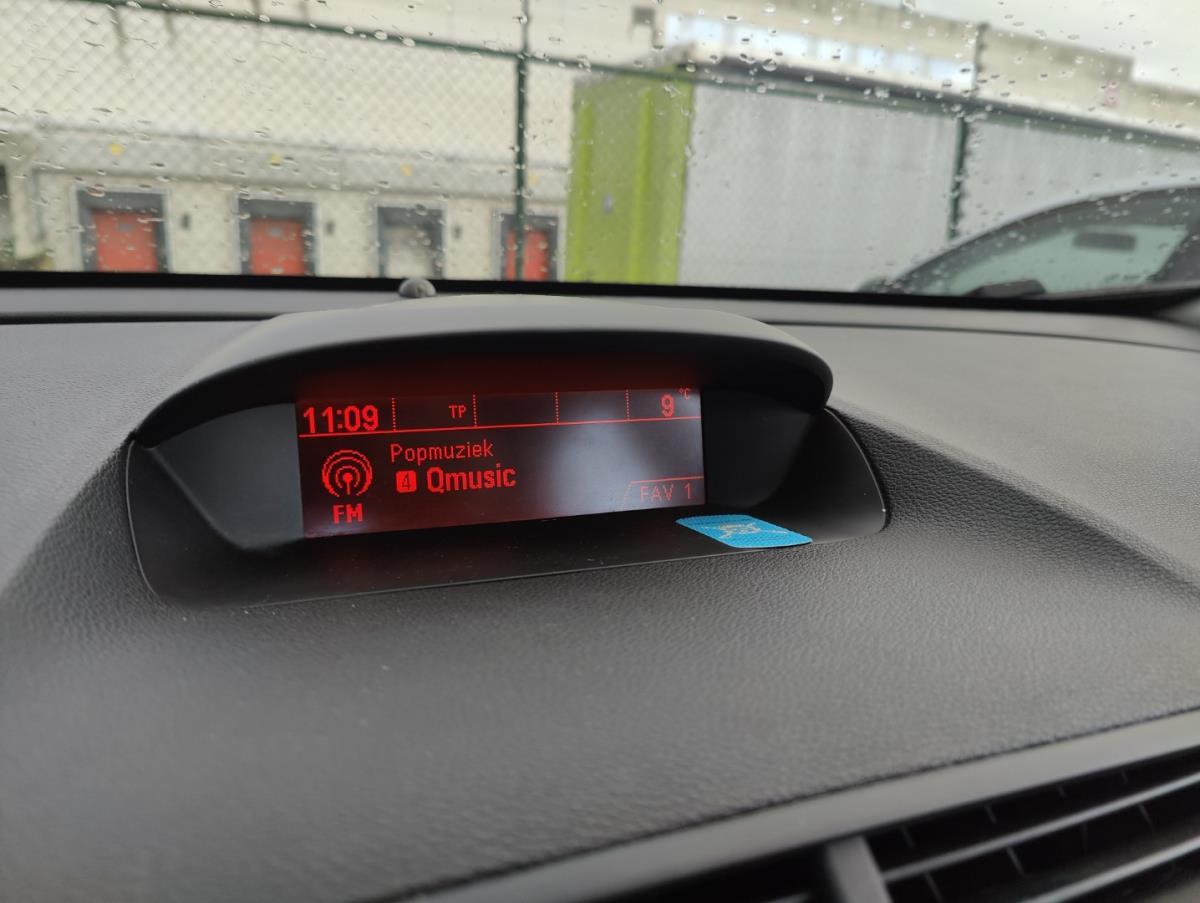 11:09 TP 9 °C
Popmuziek
4 Qmusic
FM FAV 1